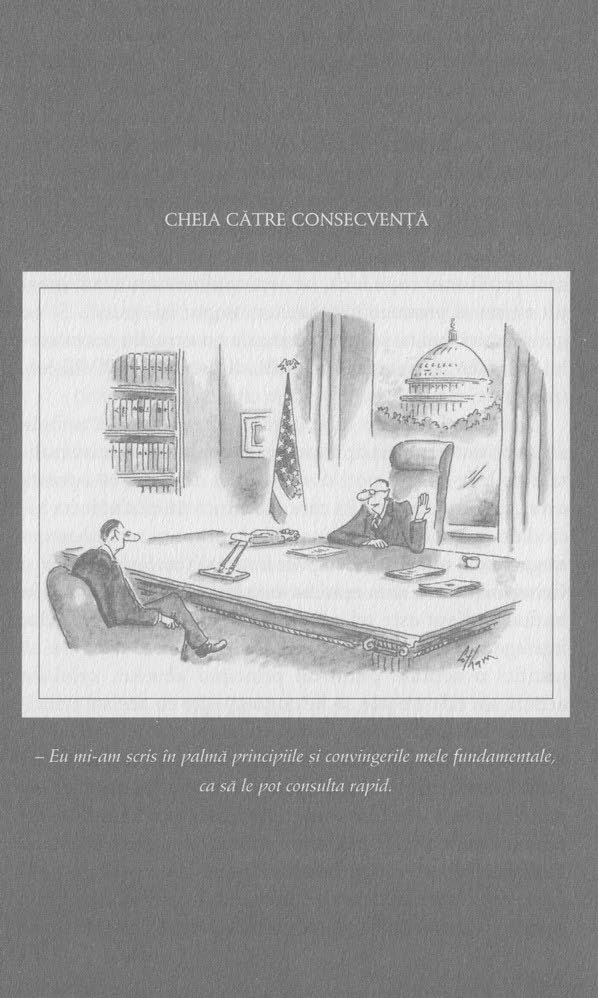 CHEIA CĂTRE CONSECVENȚĂ
– Eu mi-am scris în palmă principiile si convingerile mele fundamentale,
ca să le pot consulta rapid.